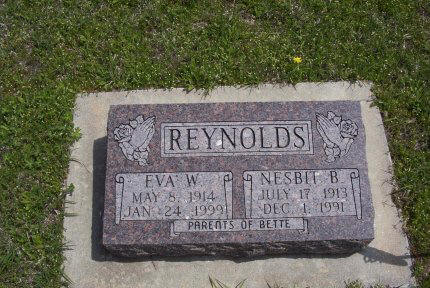 REYNOLDS
EVA W.
MAY 8, 1914
JAN. 24, 1999
NESBIT B.
JULY 17, 1913
DEC. 1, 1991
PARENTS OF BETTE